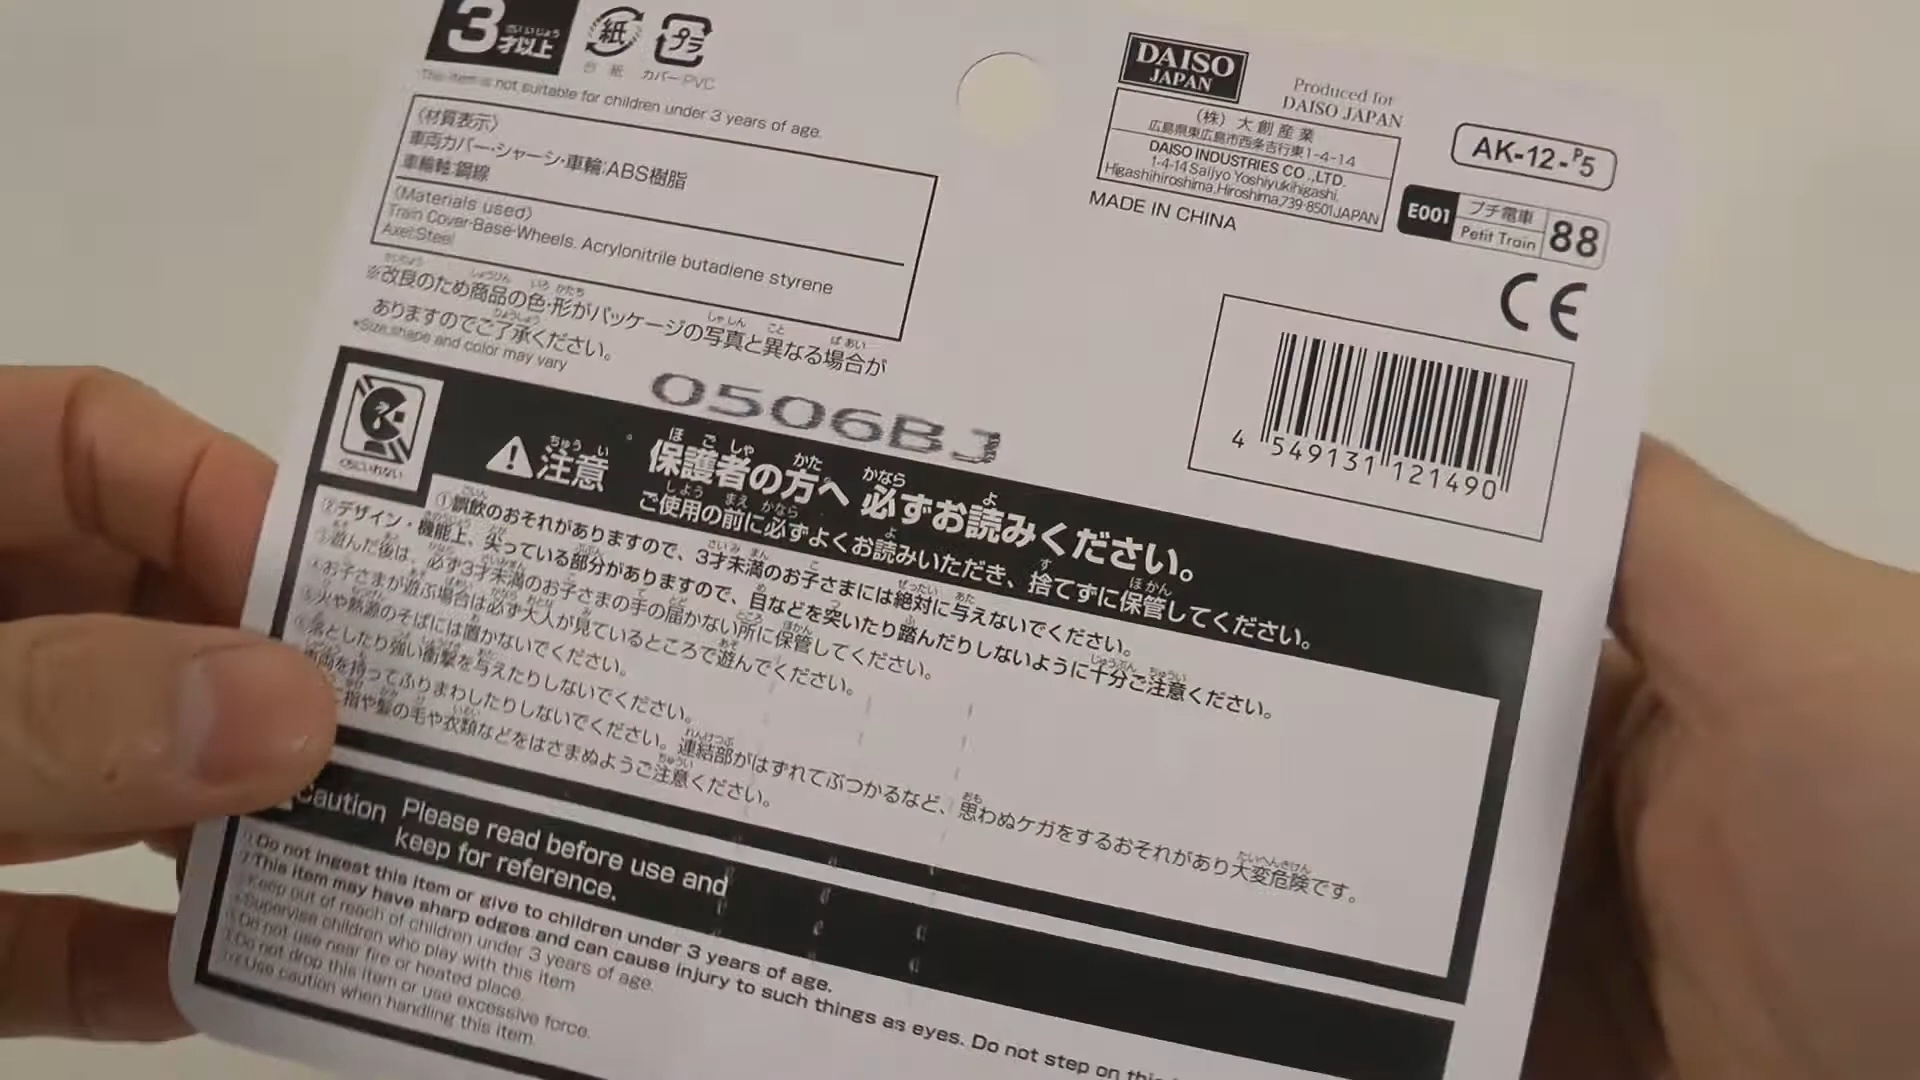 3才以上
さいいじょう
紙
プラ
台紙
カバー:PVC
This item is not suitable for children under 3 years of age.
〈材質表示〉
車両カバー・シャーシ・車輪:ABS樹脂
車輪軸:鋼線
〈Materials used〉
Train Cover・Base・Wheels. Acrylonitrile butadiene styrene
Axel:Steel
※改良のため商品の色・形がパッケージの写真と異なる場合が
ありますのでご了承ください。
*Size,shape and color may vary
DAISO
JAPAN
Produced for
DAISO JAPAN
(株)大創産業
広島県東広島市西条吉行東1-4-14
DAISO INDUSTRIES CO.,LTD.
1-4-14 Saijyo Yoshiyukihigashi,
Higashihiroshima,Hiroshima,739-8501JAPAN
MADE IN CHINA
AK-12-P5
E001
プチ電車
Petit Train
88
CE
4 549131 121490
0506BJ
くちにいれない
注意
保護者の方へ 必ずお読みください。
ご使用の前に必ずよくお読みいただき、捨てずに保管してください。
①誤飲のおそれがありますので、3才未満のお子さまには絶対に与えないでください。
②デザイン・機能上、尖っている部分がありますので、目などを突いたり踏んだりしないように十分ご注意ください。
③遊んだ後は、必ず3才未満のお子さまの手の届かない所に保管してください。
お子さまが遊ぶ場合は必ず大人が見ているところで遊んでください。
火や熱源のそばには置かないでください。
落としたり強い衝撃を与えたりしないでください。
車両を持ってふりまわしたりしないでください。連結部がはずれてぶつかるなど、思わぬケガをするおそれがあり大変危険です。
指や髪の毛や衣類などをはさまぬようご注意ください。
Caution Please read before use and
keep for reference.
Do not ingest this item or give to children under 3 years of age.
This item may have sharp edges and can cause injury to such things as eyes. Do not step on this
Keep out of reach of children under 3 years of age.
Supervise children who play with this item
Do not use near fire or heated place.
Do not drop this item or use excessive force.
Use caution when handling this item.